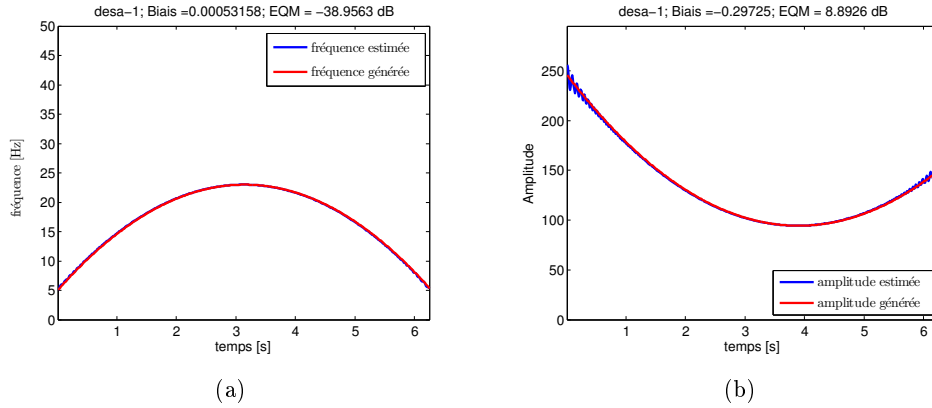 desa−1; Biais =0.00053158; EQM = −38.9563 dB
50
45
40
35
30
25
20
15
10
5
0
fréquence [Hz]
fréquence estimée
fréquence générée
1 2 3 4 5 6
temps [s]
(a)
desa−1; Biais=−0.29725; EQM = 8.8926 dB
250
200
150
100
50
0
Amplitude
amplitude estimée
amplitude générée
1 2 3 4 5 6
temps [s]
(b)